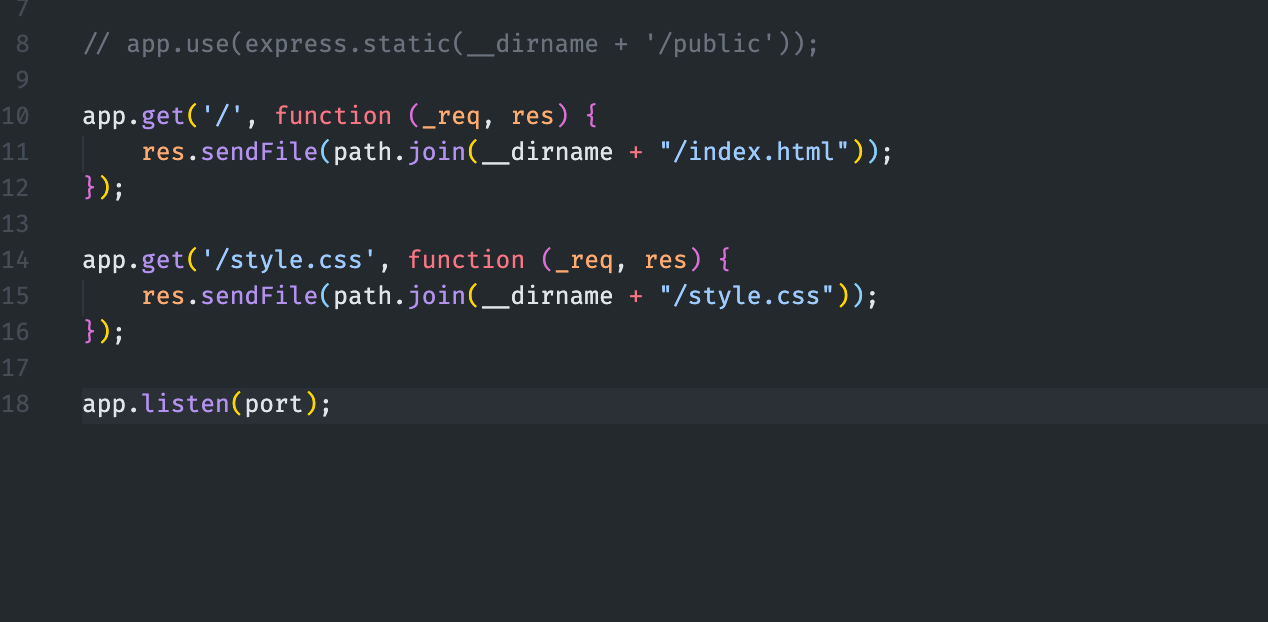 7
8 // app.use(express.static(__dirname + '/public'));
9
10 app.get('/', function (_req, res) {
11 res.sendFile(path.join(__dirname + "/index.html"));
12 });
13
14 app.get('/style.css', function (_req, res) {
15 res.sendFile(path.join(__dirname + "/style.css"));
16 });
17
18 app.listen(port);